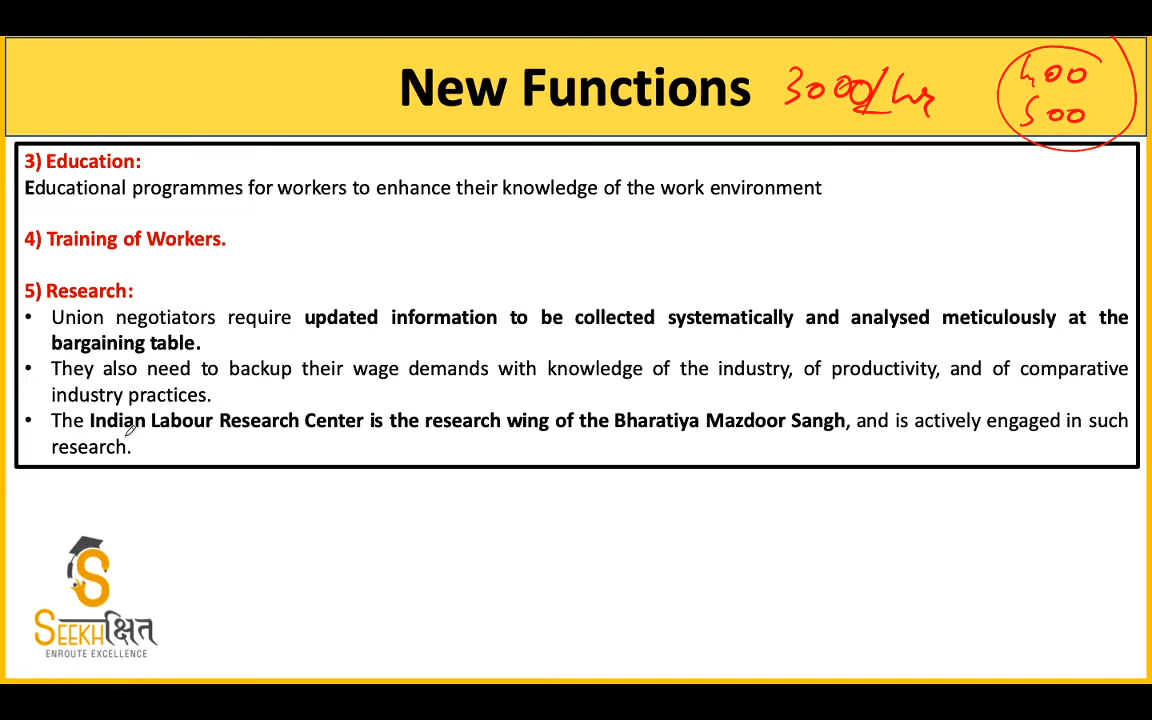 New Functions 3000/hr
400
500
3) Education:
Educational programmes for workers to enhance their knowledge of the work environment
4) Training of Workers.
5) Research:
• Union negotiators require updated information to be collected systematically and analysed meticulously at the
bargaining table.
• They also need to backup their wage demands with knowledge of the industry, of productivity, and of comparative
industry practices.
• The Indian Labour Research Center is the research wing of the Bharatiya Mazdoor Sangh, and is actively engaged in such
research.
S
SEEKHक्षित
ENROUTE EXCELLENCE